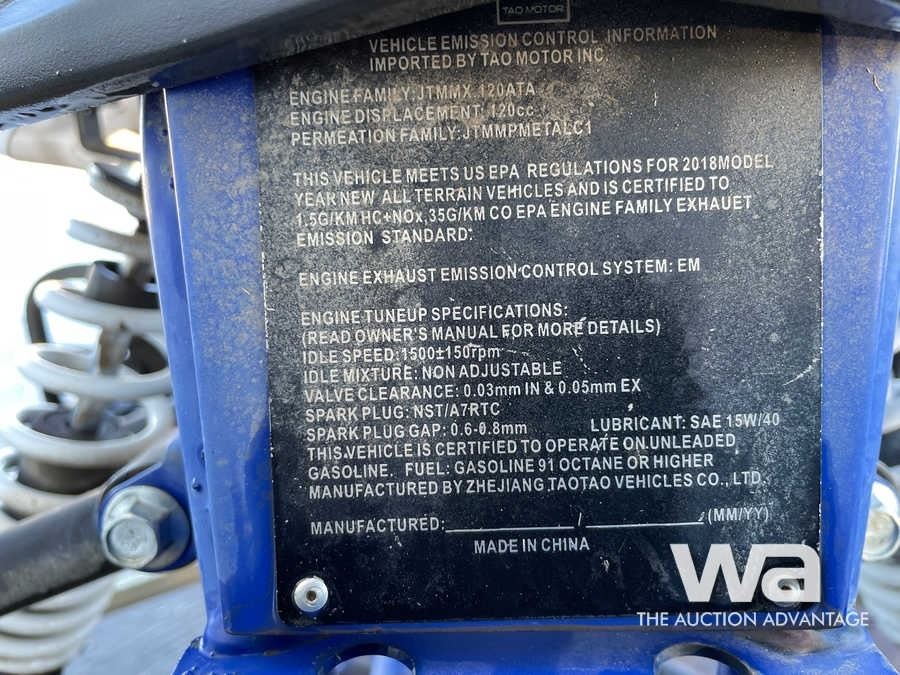 TAO MOTOR
VEHICLE EMISSION CONTROL INFORMATION
IMPORTED BY TAO MOTOR INC.
ENGINE FAMILY: JTMMX .120ATA
ENGINE DISPLACEMENT: 120cc
PERMEATION FAMILY: JTMMPMETALC1
THIS VEHICLE MEETS US EPA REGULATIONS FOR 2018MODEL
YEAR NEW ALL TERRAIN VEHICLES AND IS CERTIFIED TO
1.5G/KM HC+NOx,35G/KM CO EPA ENGINE FAMILY EXHAUET
EMISSION STANDARD:
ENGINE EXHAUST EMISSION CONTROL SYSTEM: EM
ENGINE TUNEUP SPECIFICATIONS:
(READ OWNER'S MANUAL FOR MORE DETAILS)
IDLE SPEED:1500±150rpm
IDLE MIXTURE: NON ADJUSTABLE
VALVE CLEARANCE: 0.03mm IN & 0.05mm EX
SPARK PLUG: NST/A7RTC
SPARK PLUG GAP: 0.6-0.8mm LUBRICANT: SAE 15W/40
THIS VEHICLE IS CERTIFIED TO OPERATE ON UNLEADED
GASOLINE. FUEL: GASOLINE 91 OCTANE OR HIGHER
MANUFACTURED BY ZHEJIANG TAOTAO VEHICLES CO., LTD.
MANUFACTURED:____________/____________(MM/YY)
MADE IN CHINA
wa
THE AUCTION ADVANTAGE